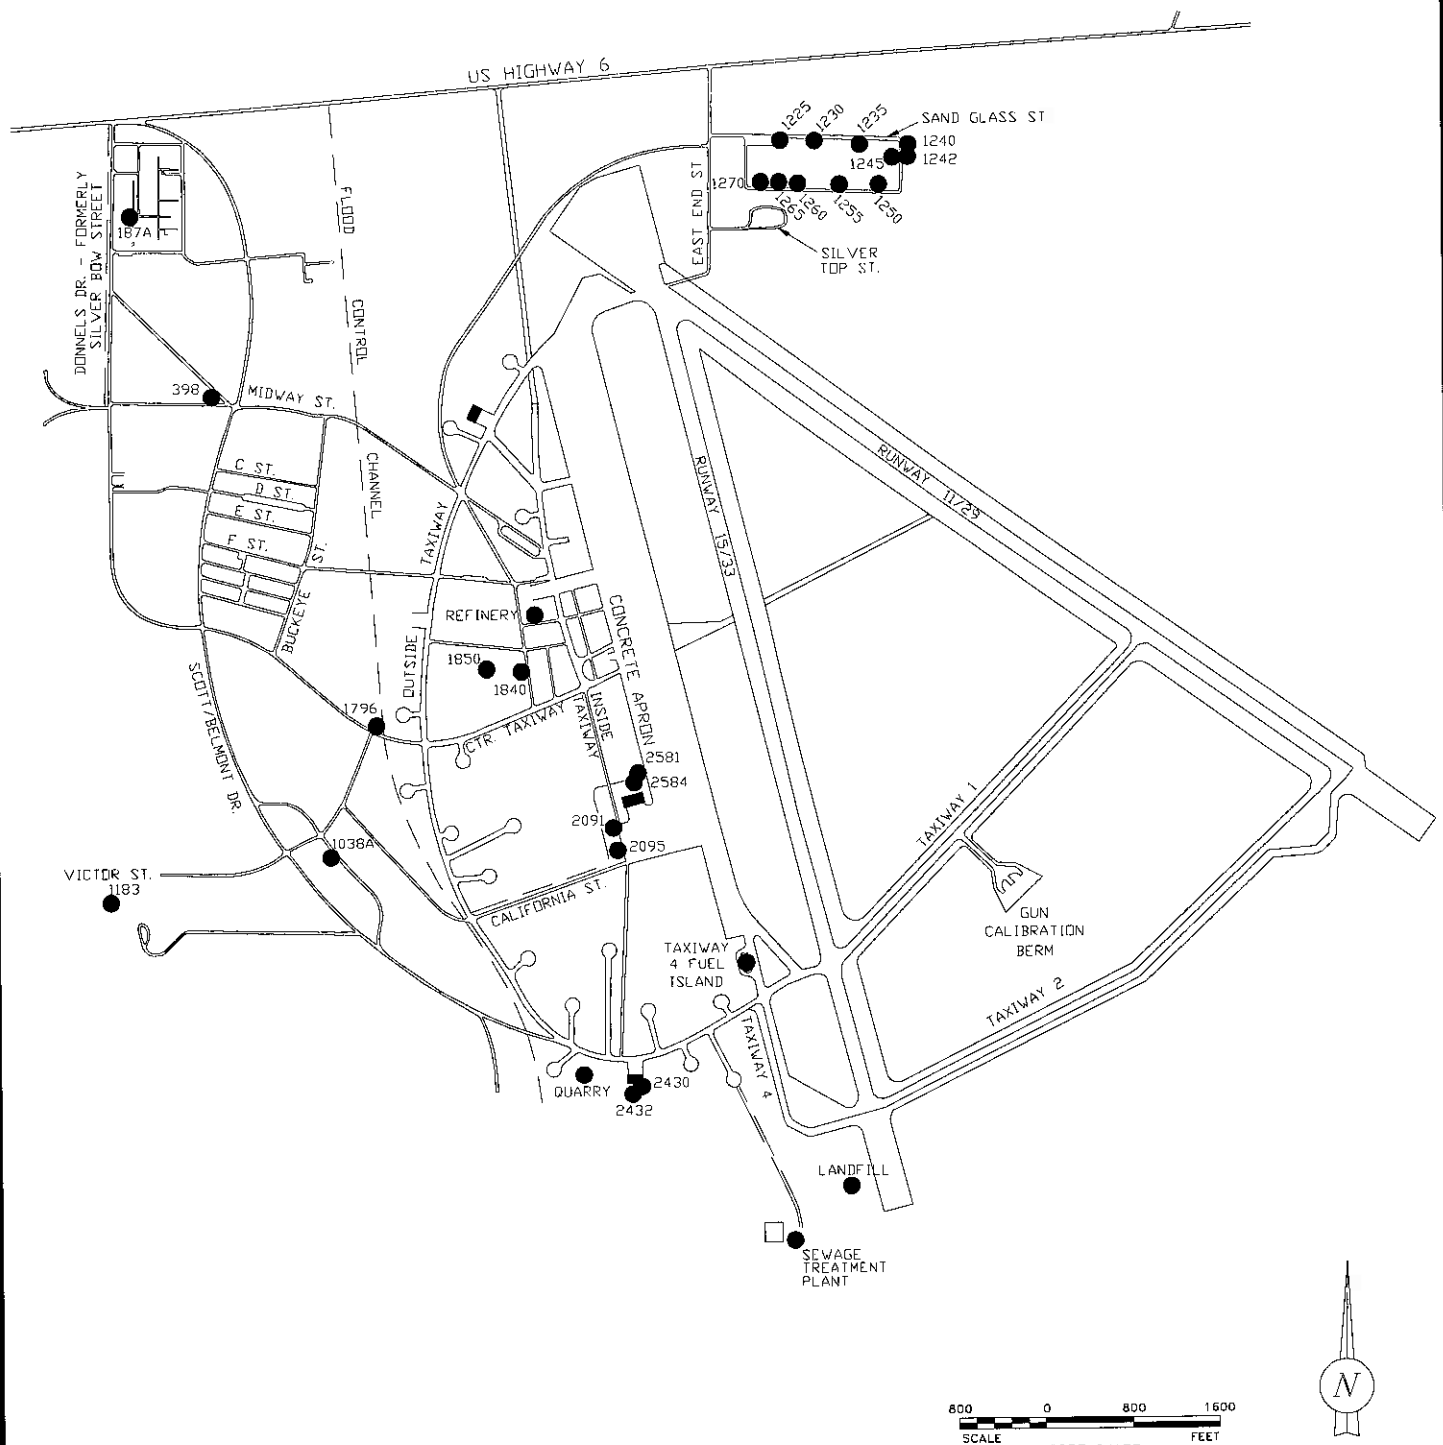 US HIGHWAY 6
1225
1230
1235
SAND GLASS ST
1240
1242
1245
1270
1265
1260
1255
1250
EAST END ST
SILVER
TOP ST.
DONNELS DR. - FORMERLY
SILVER BOW STREET
187A
FLOOD
CONTROL
CHANNEL
398
MIDWAY ST.
C ST.
D ST
E ST.
F ST.
BUCKEYE ST.
TAXIWAY
OUTSIDE
RUNWAY 15/33
RUNWAY 11/29
REFINERY
CONCRETE APRON
1850
1840
INSIDE
TAXIWAY
CTR. TAXIWAY
1796
SCOTT/BELMONT DR.
2581
2584
2091
2095
TAXIWAY 1
1038A
VICTOR ST.
1183
CALIFORNIA ST.
GUN
CALIBRATION
BERM
TAXIWAY
4 FUEL
ISLAND
TAXIWAY 2
TAXIWAY 4
QUARRY
2430
2432
LANDFILL
SEWAGE
TREATMENT
PLANT
N
800 0 800 1600
SCALE FEET